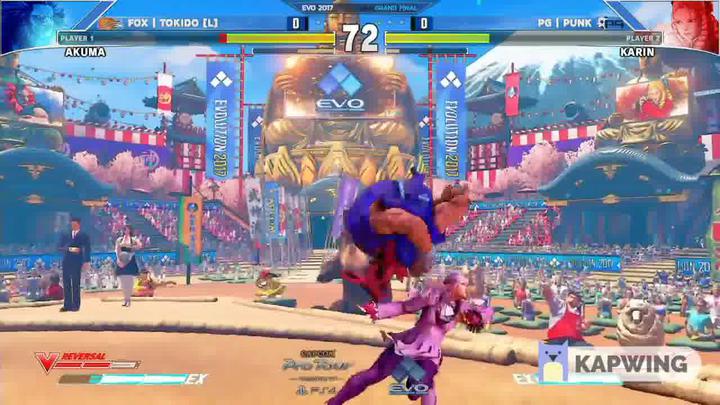 EVO 2017 GRAND FINAL
FOX | TOKIDO [L] 0 0 PG | PUNK
PLAYER 1 72 PLAYER 2
AKUMA KARIN
EVO
EVOLUTION 2017
EVOLUTION 2017
REVERSAL
EX
CAPCOM
Pro Tour
PS4
EVO
KAPWING